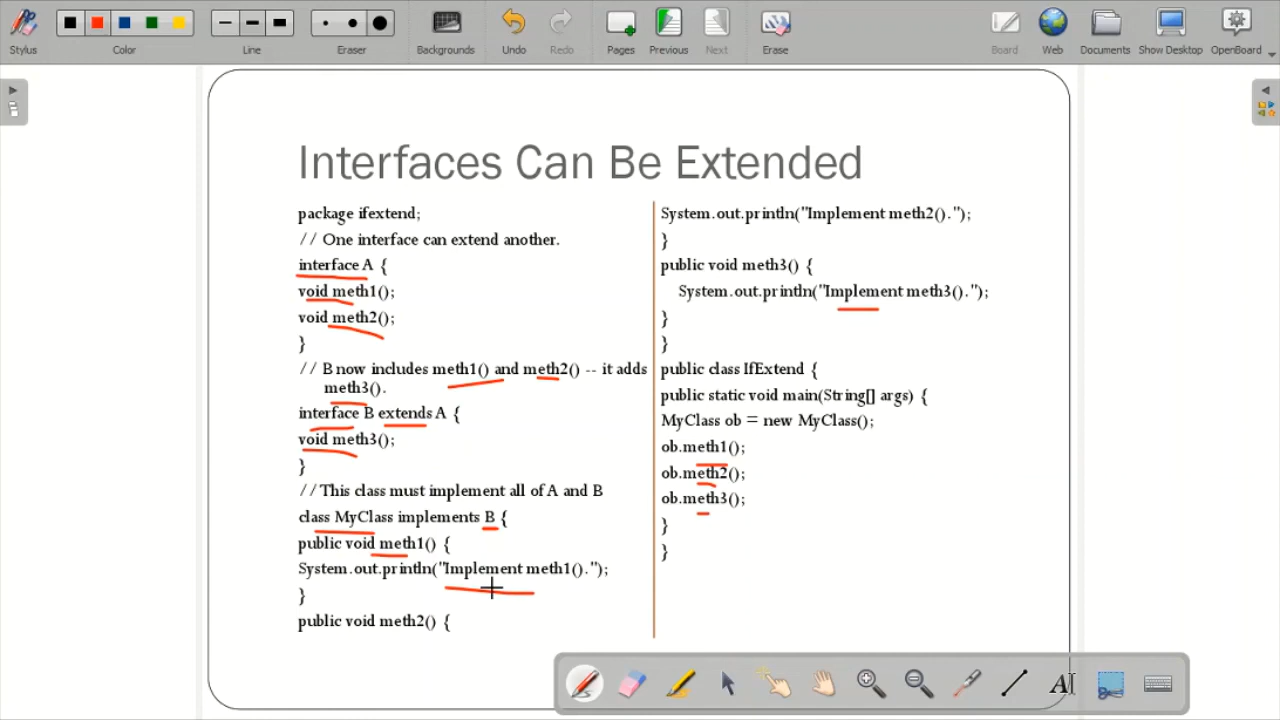 Stylus
Color
Line
Eraser
Backgrounds
Undo
Redo
Pages
Previous
Next
Erase
Board
Web
Documents
Show Desktop
OpenBoard
Interfaces Can Be Extended
package ifextend;
// One interface can extend another.
interface A {
void meth1();
void meth2();
}
// B now includes meth1() and meth2() -- it adds
meth3().
interface B extends A {
void meth3();
}
// This class must implement all of A and B
class MyClass implements B {
public void meth1() {
System.out.println("Implement meth1().");
}
public void meth2() {
System.out.println("Implement meth2().");
}
public void meth3() {
System.out.println("Implement meth3().");
}
}
public class IfExtend {
public static void main(String[] args) {
MyClass ob = new MyClass();
ob.meth1();
ob.meth2();
ob.meth3();
}
}